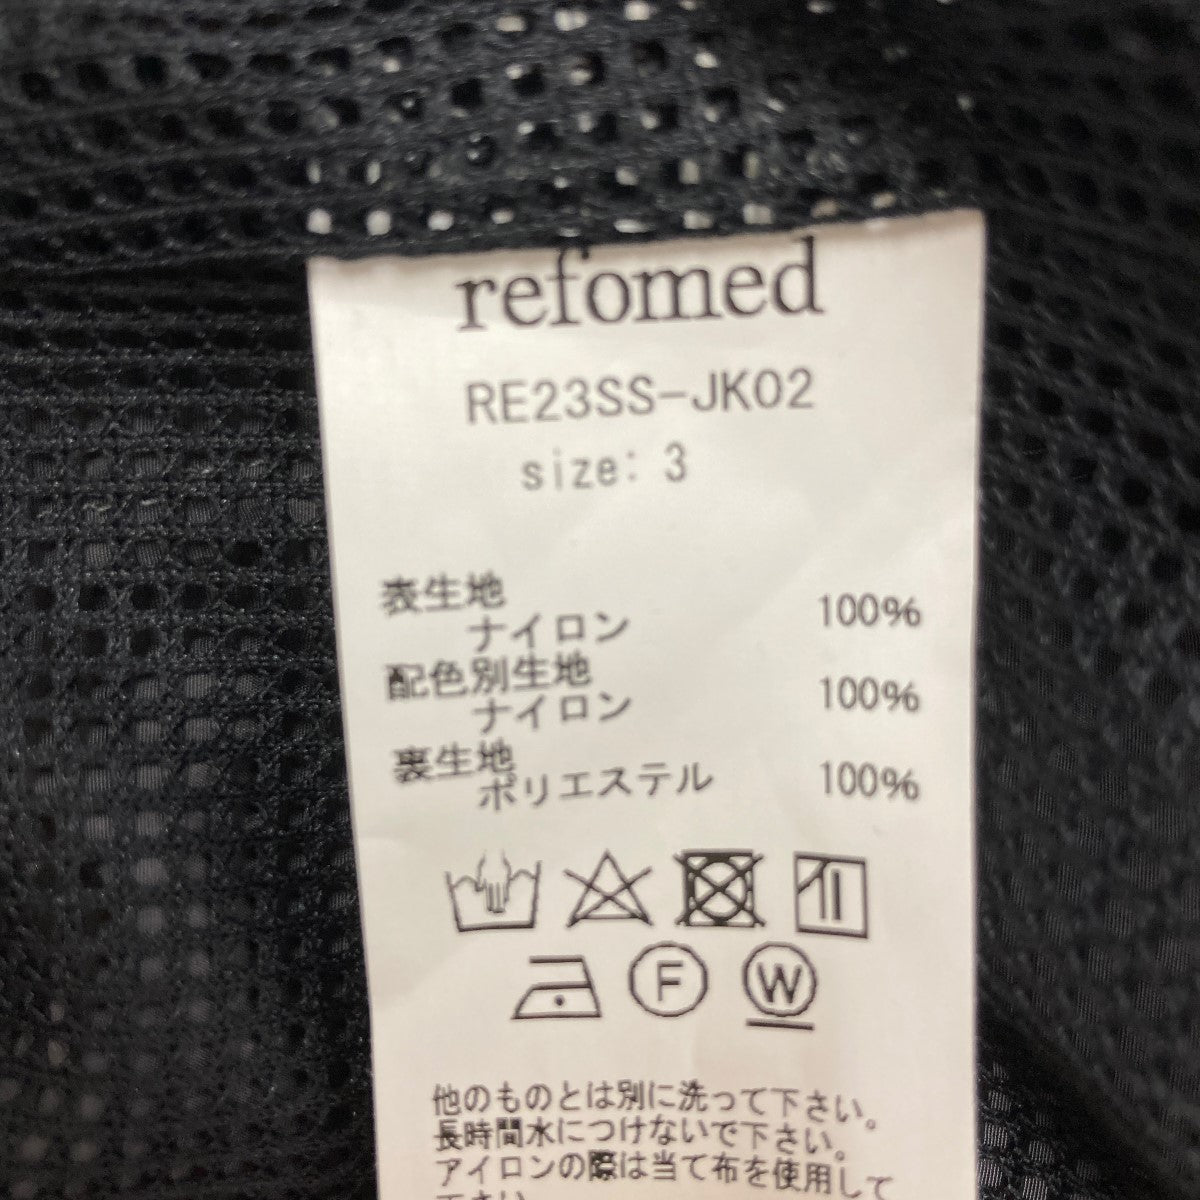 refomed
RE23SS-JK02
size: 3
表生地
ナイロン 100%
配色別生地
ナイロン 100%
裏生地
ポリエステル 100%
F W
他のものとは別に洗って下さい。
長時間水につけないで下さい。
アイロンの際は当て布を使用して
下さい